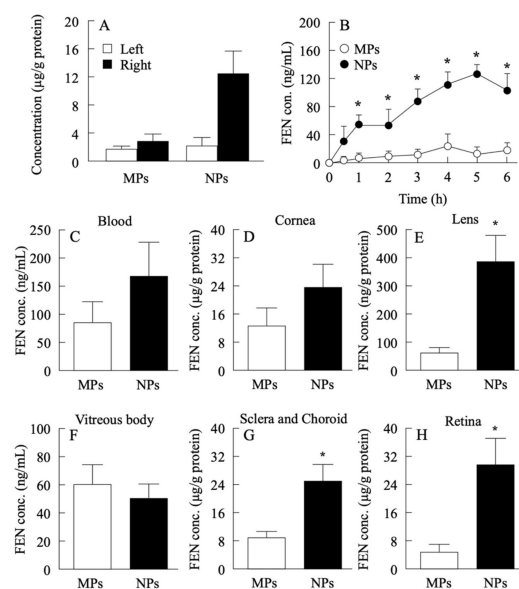 A
Left
Right
Concentration (µg/g protein)
20
16
12
8
4
0
MPs
NPs
B
MPs
NPs
FEN con. (ng/mL)
200
160
120
80
40
0
* * * * * *
0 1 2 3 4 5 6
Time (h)
C
Blood
FEN conc. (ng/mL)
250
200
150
100
50
0
MPs
NPs
D
Cornea
FEN conc. (µg/g protein)
40
32
24
16
8
0
MPs
NPs
E
Lens
*
FEN conc. (ng/g protein)
500
400
300
200
100
0
MPs
NPs
F
Vitreous body
FEN conc. (ng/mL)
100
80
60
40
20
0
MPs
NPs
G
Sclera and Choroid
*
FEN conc. (µg/g protein)
40
32
24
16
8
0
MPs
NPs
H
Retina
*
FEN conc. (µg/g protein)
40
32
24
16
8
0
MPs
NPs